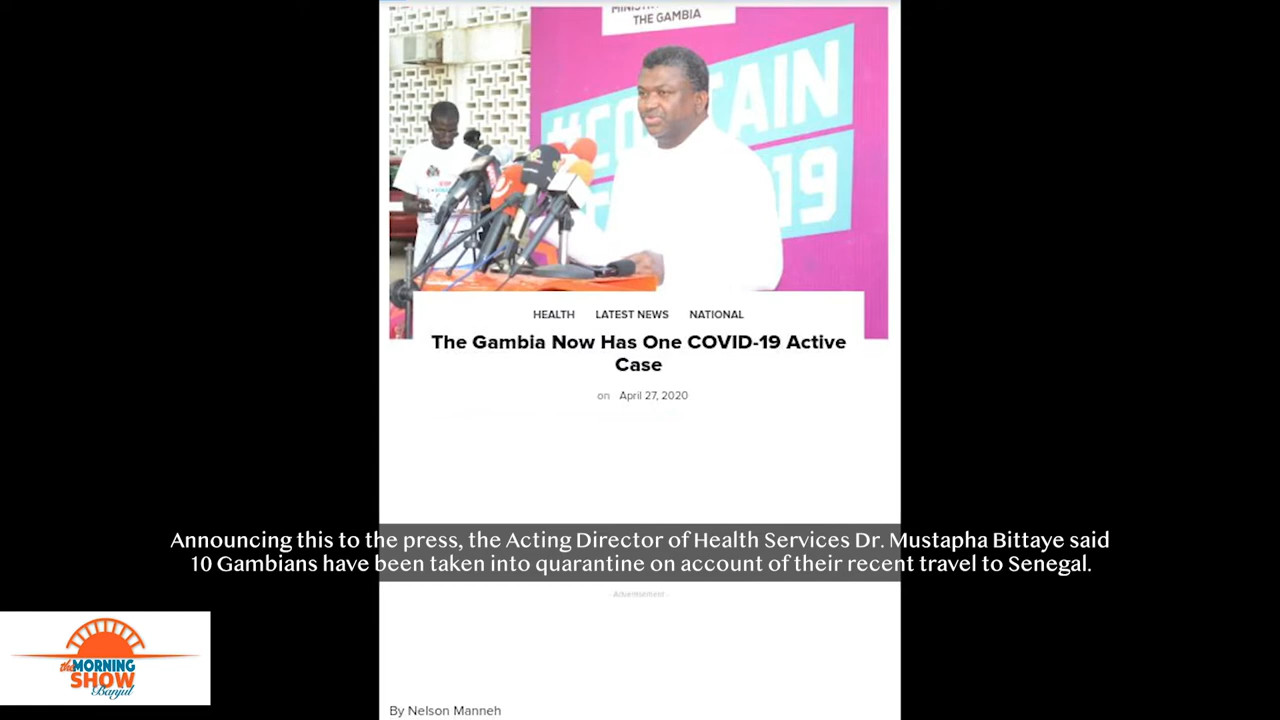 THE GAMBIA
HEALTH LATEST NEWS NATIONAL
The Gambia Now Has One COVID-19 Active
Case
on April 27, 2020
Announcing this to the press, the Acting Director of Health Services Dr. Mustapha Bittaye said
10 Gambians have been taken into quarantine on account of their recent travel to Senegal.
- Advertisement -
the MORNING
SHOW
Banjul
By Nelson Manneh